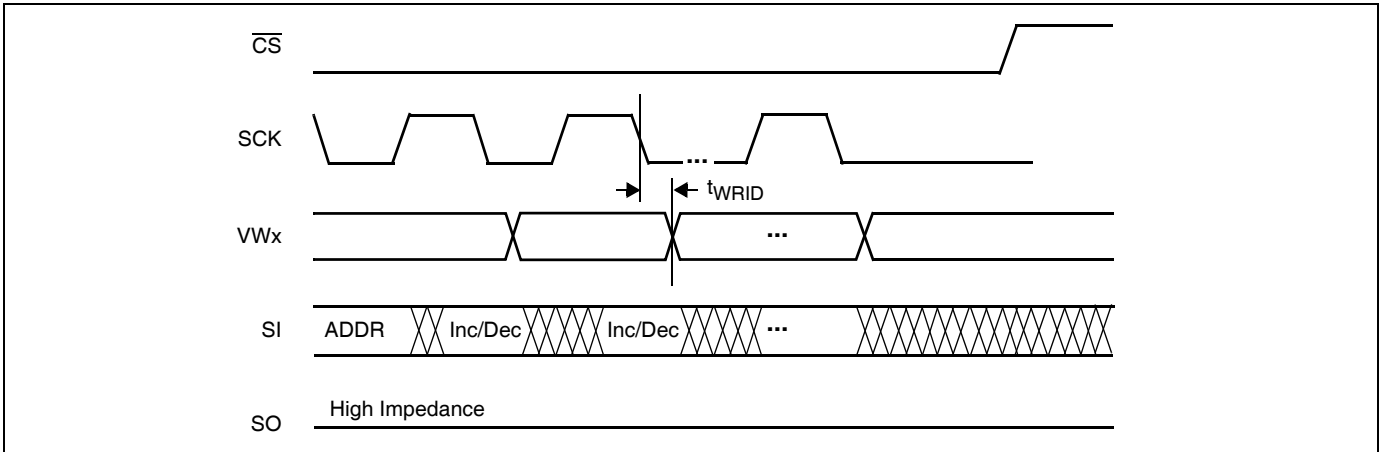 CS
SCK
...
tWRID
VWx
...
SI ADDR Inc/Dec Inc/Dec ...
High Impedance
SO